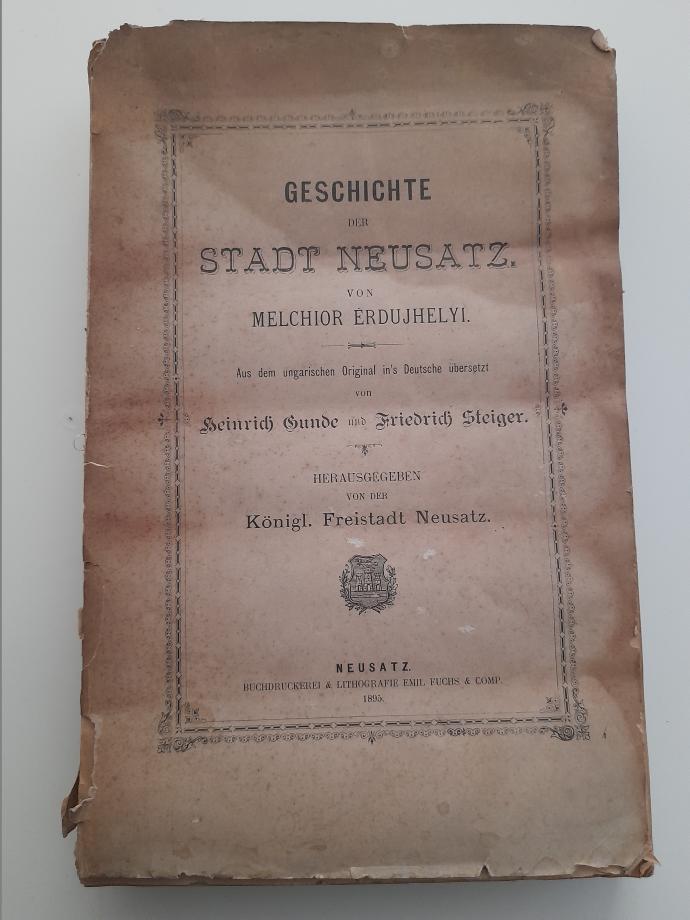 GESCHICHTE
DER
STADT NEUSATZ.
VON
MELCHIOR ÉRDUJHELYI.
Aus dem ungarischen Original in's Deutsche übersetzt
von
Heinrich Gunde und Friedrich Steiger.
HERAUSGEGEBEN
VON DER
Königl. Freistadt Neusatz.
NEUSATZ.
BUCHDRUCKEREI & LITHOGRAFIE EMIL FUCHS & COMP.
1895.